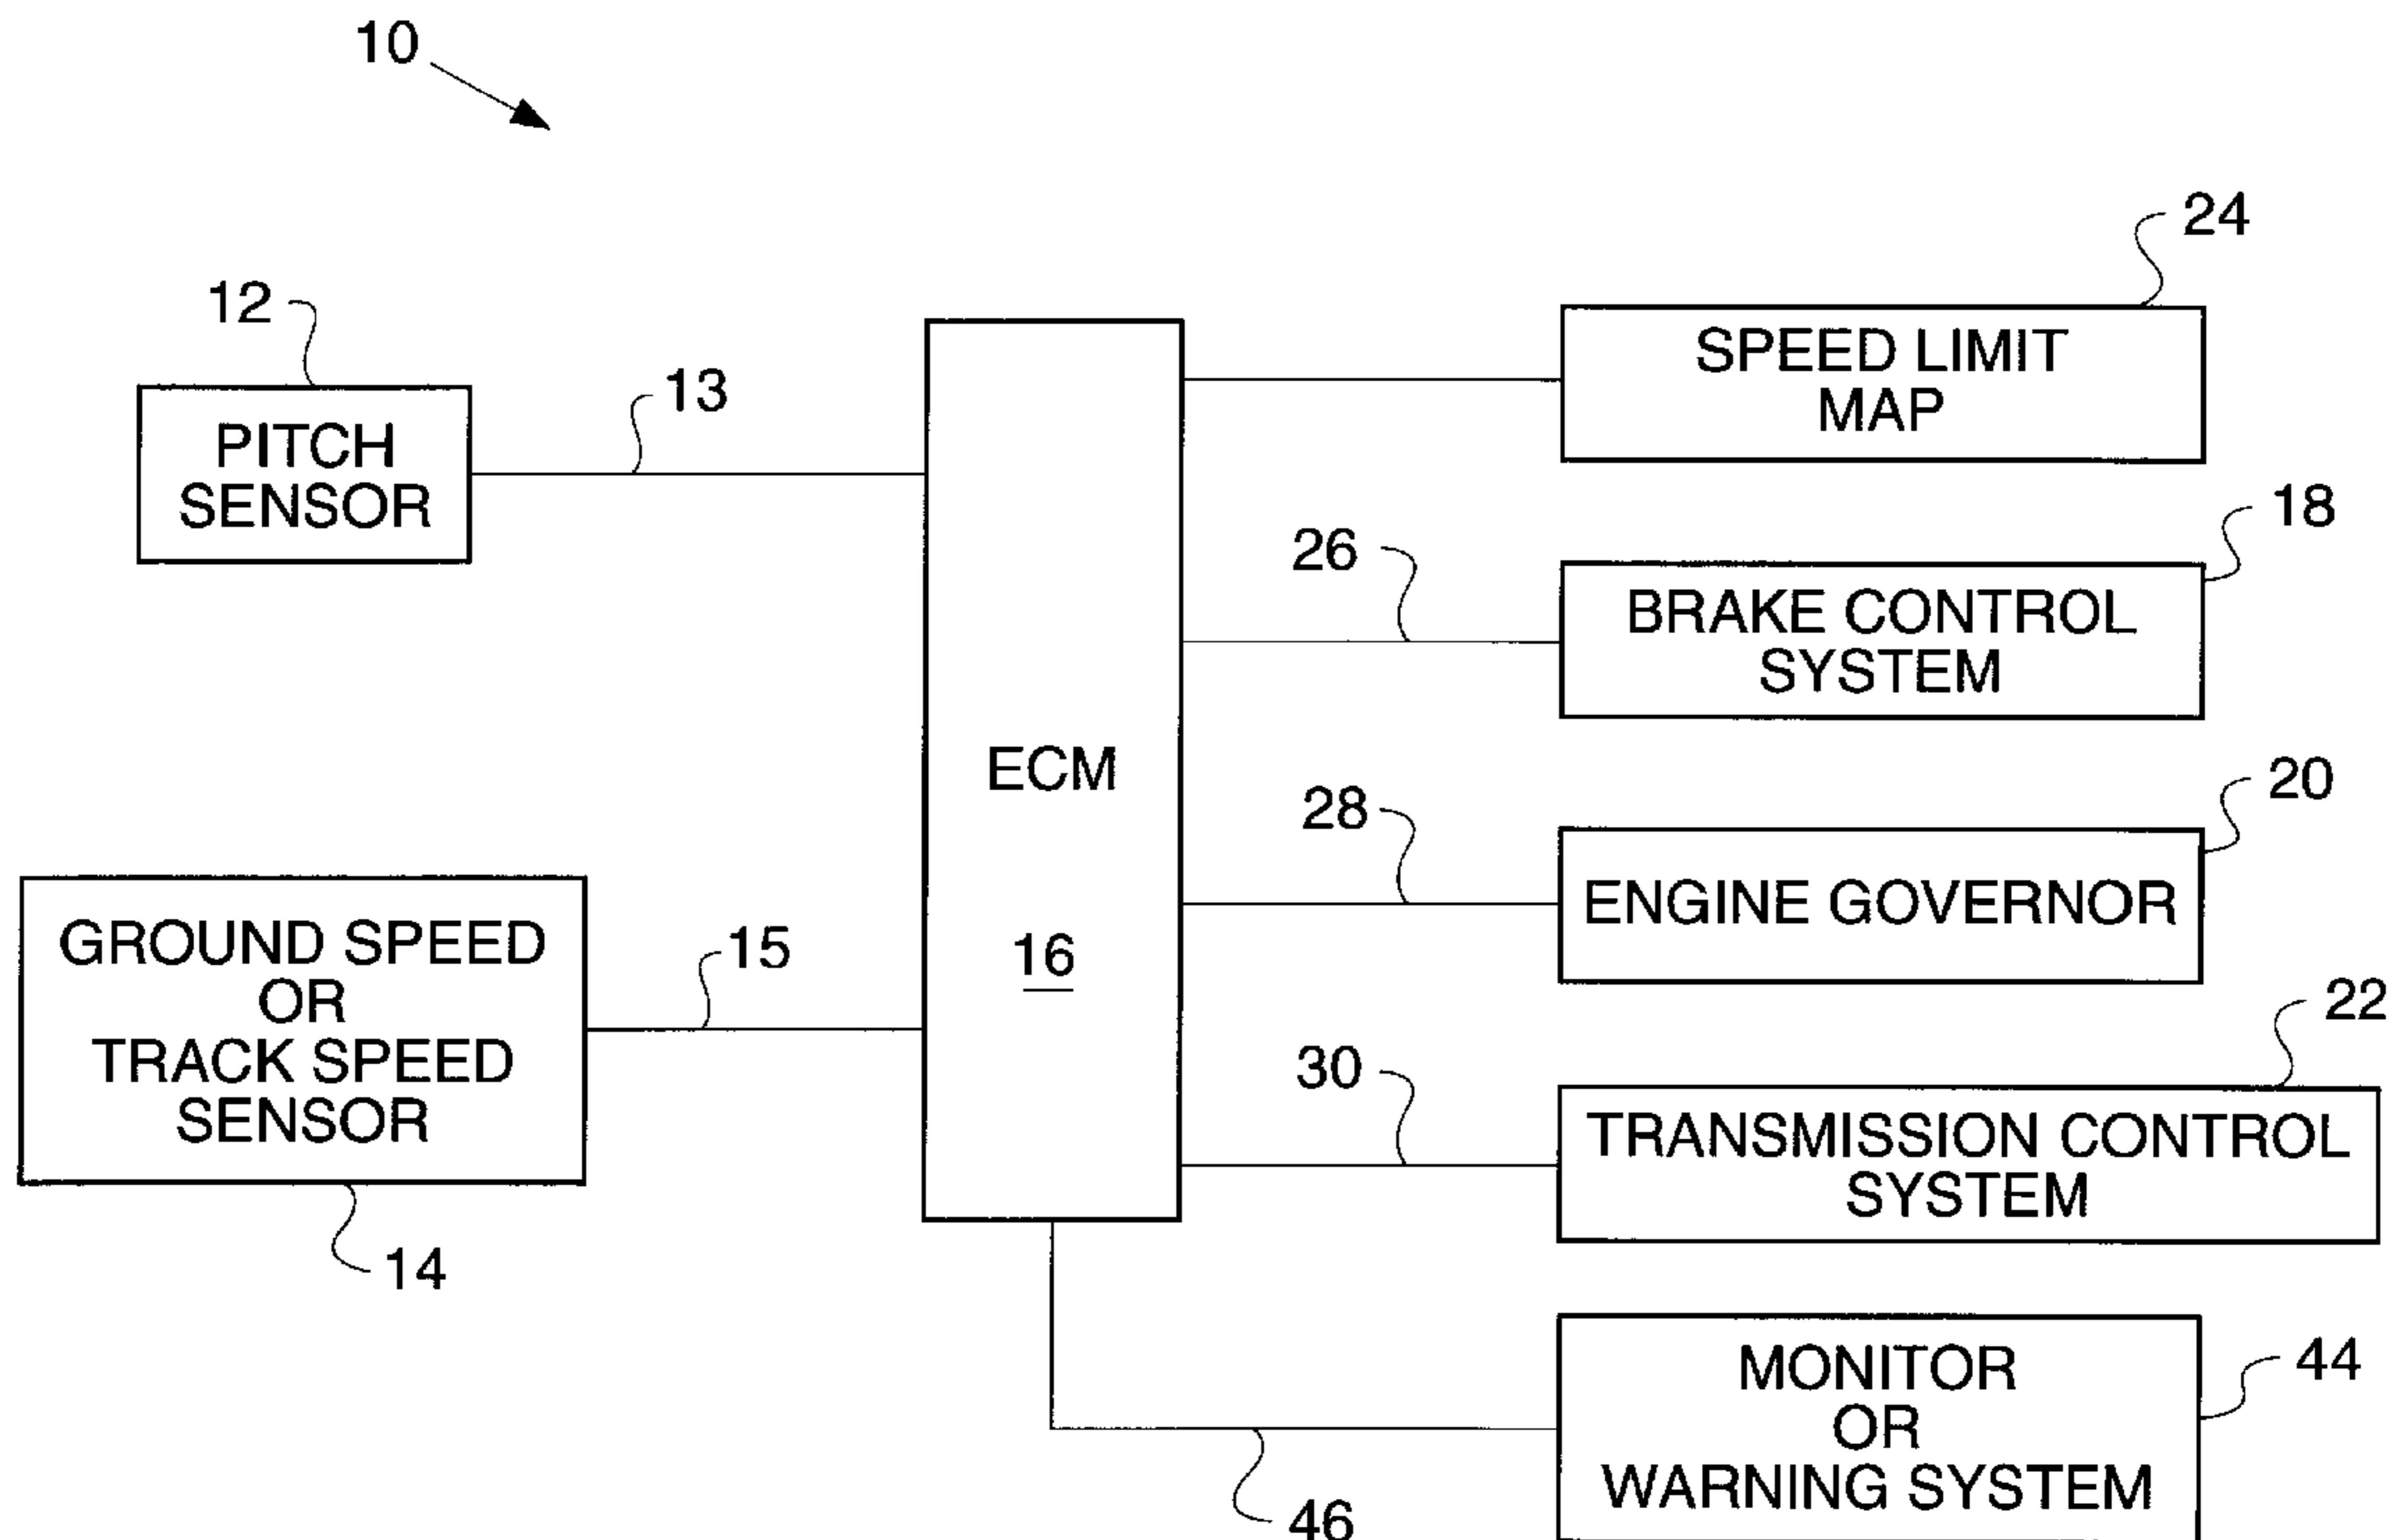 10
24
SPEED LIMIT
MAP
12
PITCH
SENSOR
13
18
26
BRAKE CONTROL
SYSTEM
ECM
16
20
28
ENGINE GOVERNOR
GROUND SPEED
OR
TRACK SPEED
SENSOR
15
14
22
30
TRANSMISSION CONTROL
SYSTEM
44
MONITOR
OR
WARNING SYSTEM
46